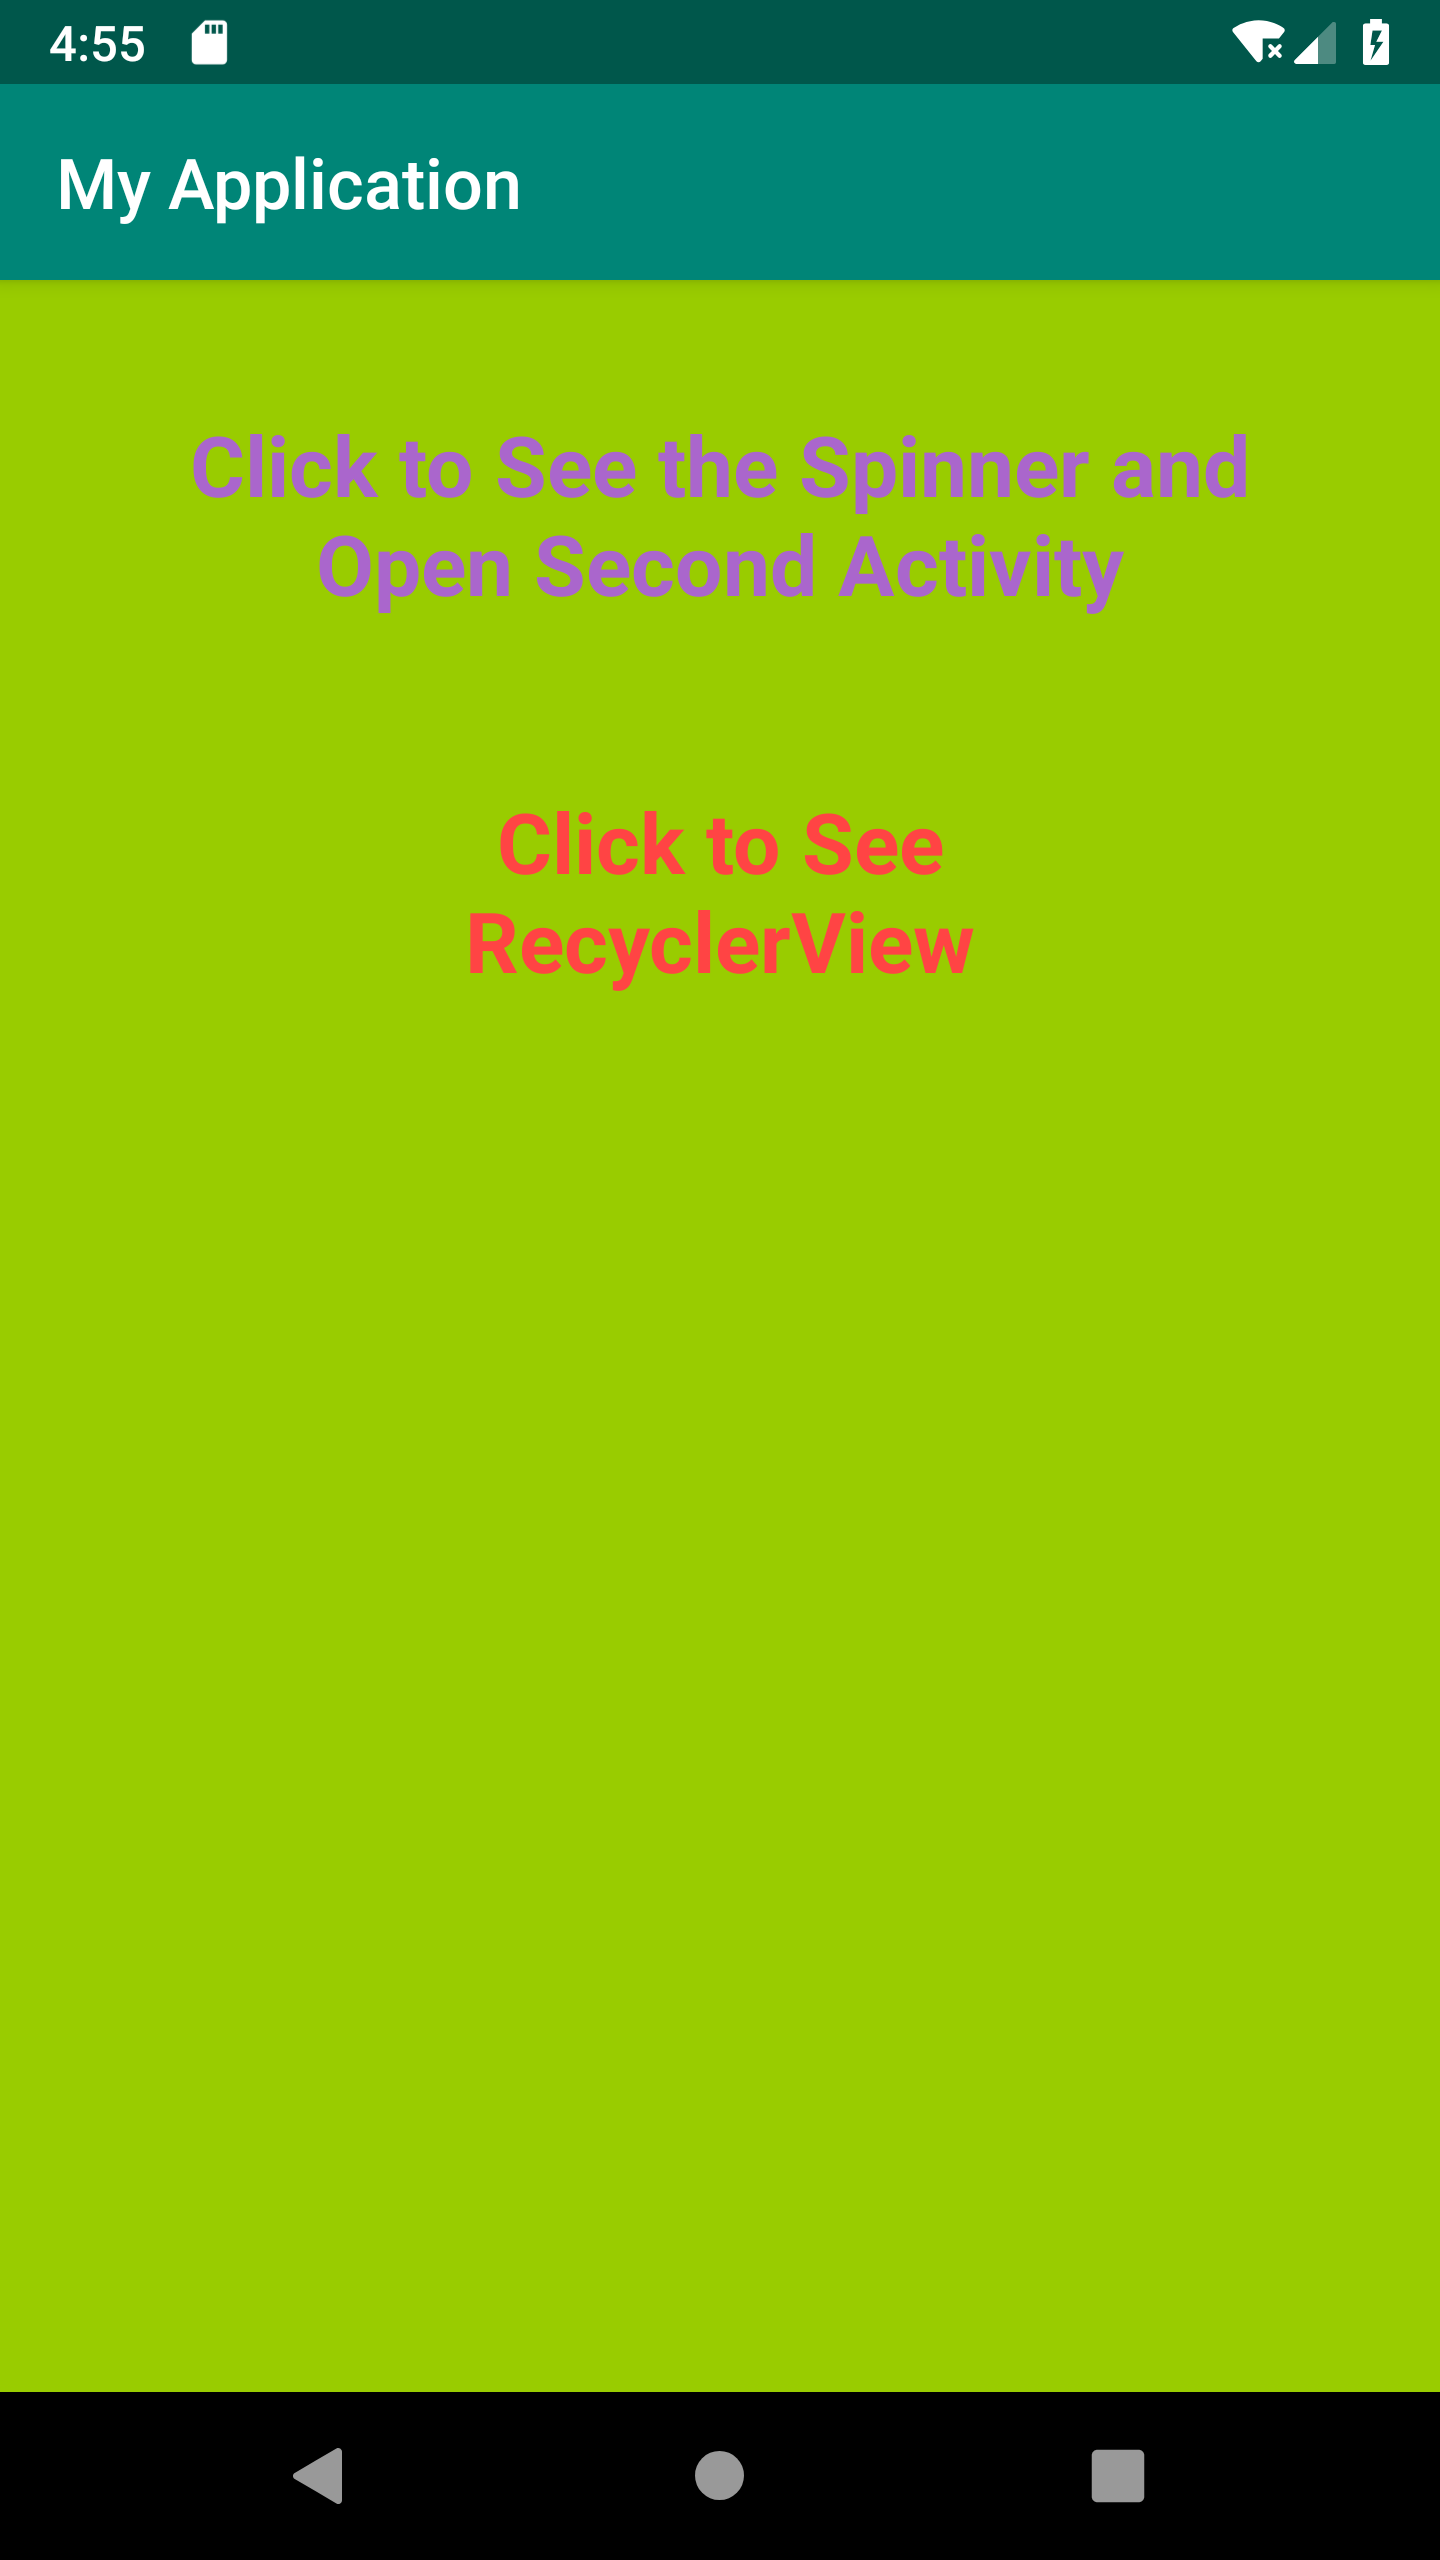 4:55
My Application
Click to See the Spinner and
Open Second Activity
Click to See
RecyclerView